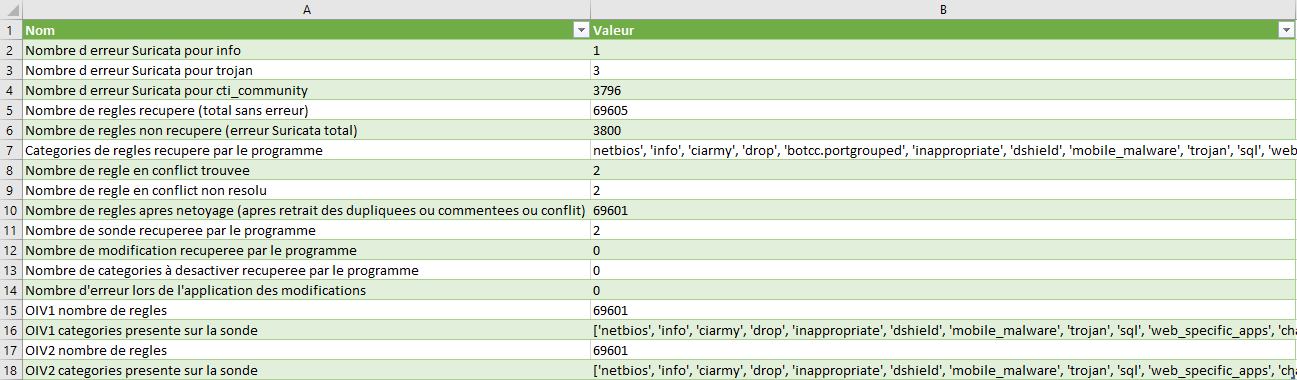 A B
1 Nom Valeur
2 Nombre d erreur Suricata pour info 1
3 Nombre d erreur Suricata pour trojan 3
4 Nombre d erreur Suricata pour cti_community 3796
5 Nombre de regles recupere (total sans erreur) 69605
6 Nombre de regles non recupere (erreur Suricata total) 3800
7 Categories de regles recupere par le programme netbios', 'info', 'ciarmy', 'drop', 'botcc.portgrouped', 'inappropriate', 'dshield', 'mobile_malware', 'trojan', 'sql', 'web
8 Nombre de regle en conflict trouvee 2
9 Nombre de regle en conflict non resolu 2
10 Nombre de regles apres netoyage (apres retrait des dupliquees ou commentees ou conflit) 69601
11 Nombre de sonde recuperee par le programme 2
12 Nombre de modification recuperee par le programme 0
13 Nombre de categories à desactiver recuperee par le programme 0
14 Nombre d'erreur lors de l'application des modifications 0
15 OIV1 nombre de regles 69601
16 OIV1 categories presente sur la sonde ['netbios', 'info', 'ciarmy', 'drop', 'inappropriate', 'dshield', 'mobile_malware', 'trojan', 'sql', 'web_specific_apps', 'cha
17 OIV2 nombre de regles 69601
18 OIV2 categories presente sur la sonde ['netbios', 'info', 'ciarmy', 'drop', 'inappropriate', 'dshield', 'mobile_malware', 'trojan', 'sql', 'web_specific_apps', 'cha